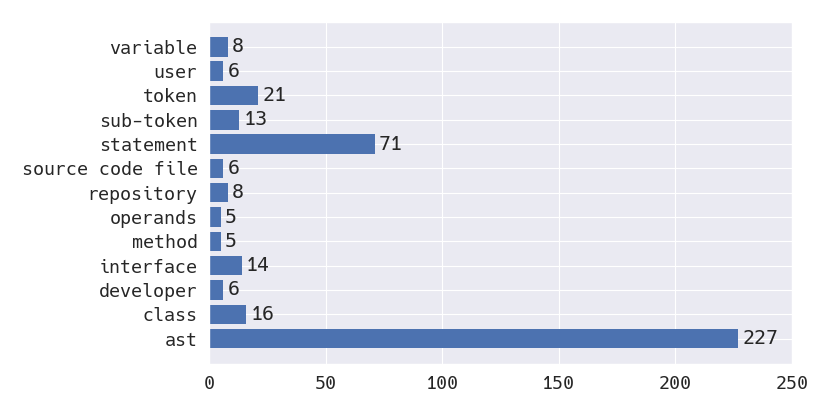 variable 8
user 6
token 21
sub-token 13
statement 71
source code file 6
repository 8
operands 5
method 5
interface 14
developer 6
class 16
ast 227
0 50 100 150 200 250